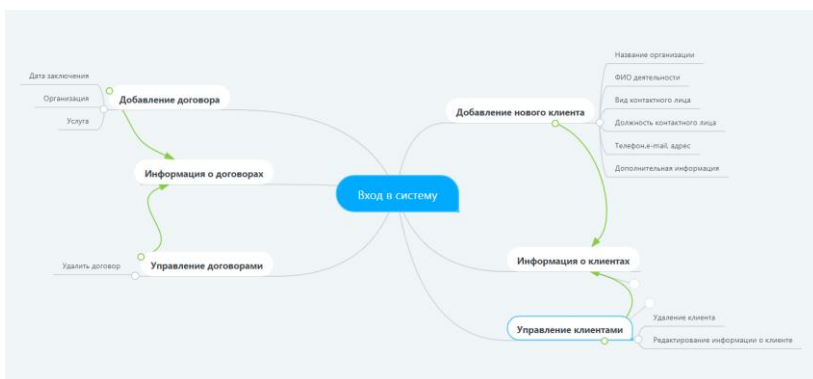 Дата заключения
Организация
Услуга
Добавление договора
Информация о договорах
Удалить договор
Управление договорами
Вход в систему
Добавление нового клиента
Название организации
ФИО деятельности
Вид контактного лица
Должность контактного лица
Телефон.e-mail. адрес
Дополнительная информация
Информация о клиентах
Управление клиентами
Удаление клиента
Редактирование информации о клиенте